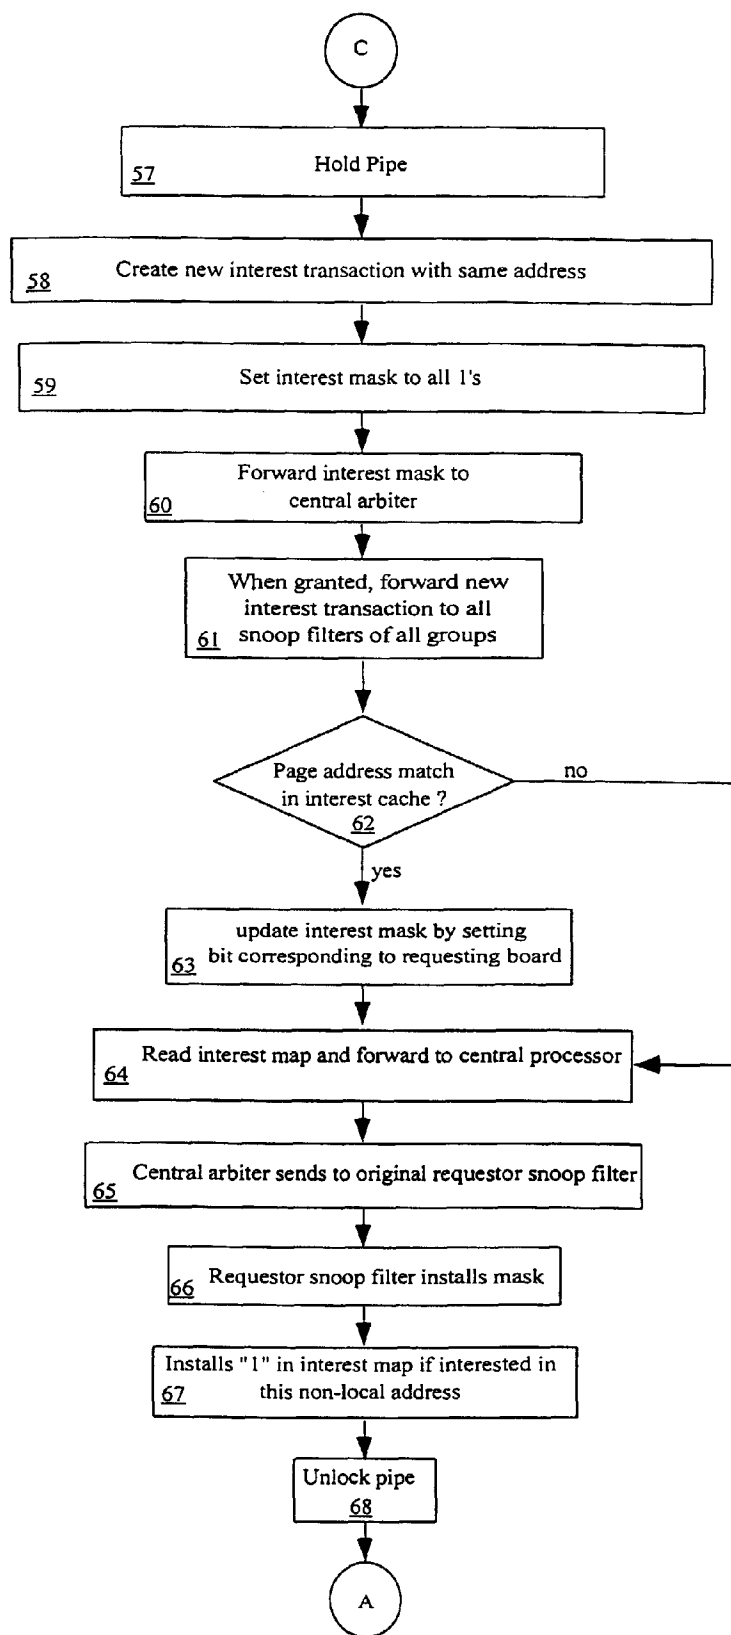 C
Hold Pipe
57
Create new interest transaction with same address
58
Set interest mask to all 1's
59
Forward interest mask to
central arbiter
60
When granted, forward new
interest transaction to all
snoop filters of all groups
61
Page address match
in interest cache ?
62
no
yes
update interest mask by setting
bit corresponding to requesting board
63
Read interest map and forward to central processor
64
Central arbiter sends to original requestor snoop filter
65
Requestor snoop filter installs mask
66
Installs "1" in interest map if interested in
this non-local address
67
Unlock pipe
68
A